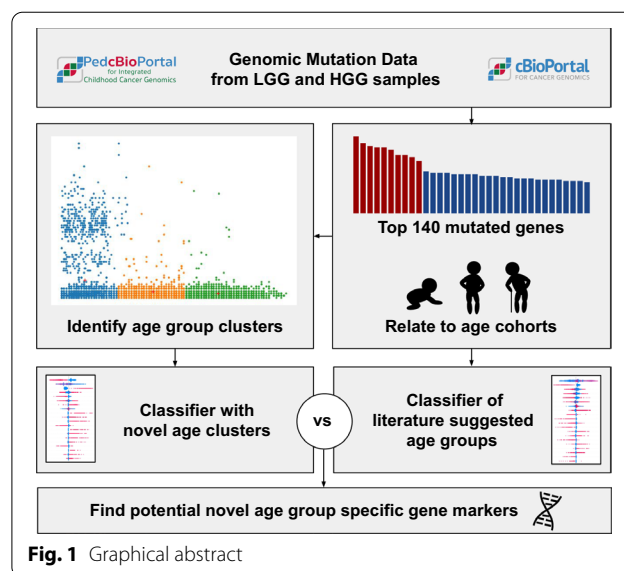 PedcBioPortal
for Integrated
Childhood Cancer Genomics
Genomic Mutation Data
from LGG and HGG samples
cBioPortal
FOR CANCER GENOMICS
Top 140 mutated genes
Identify age group clusters
Relate to age cohorts
Classifier with
novel age clusters
vs
Classifier of
literature suggested
age groups
Find potential novel age group specific gene markers
Fig. 1 Graphical abstract